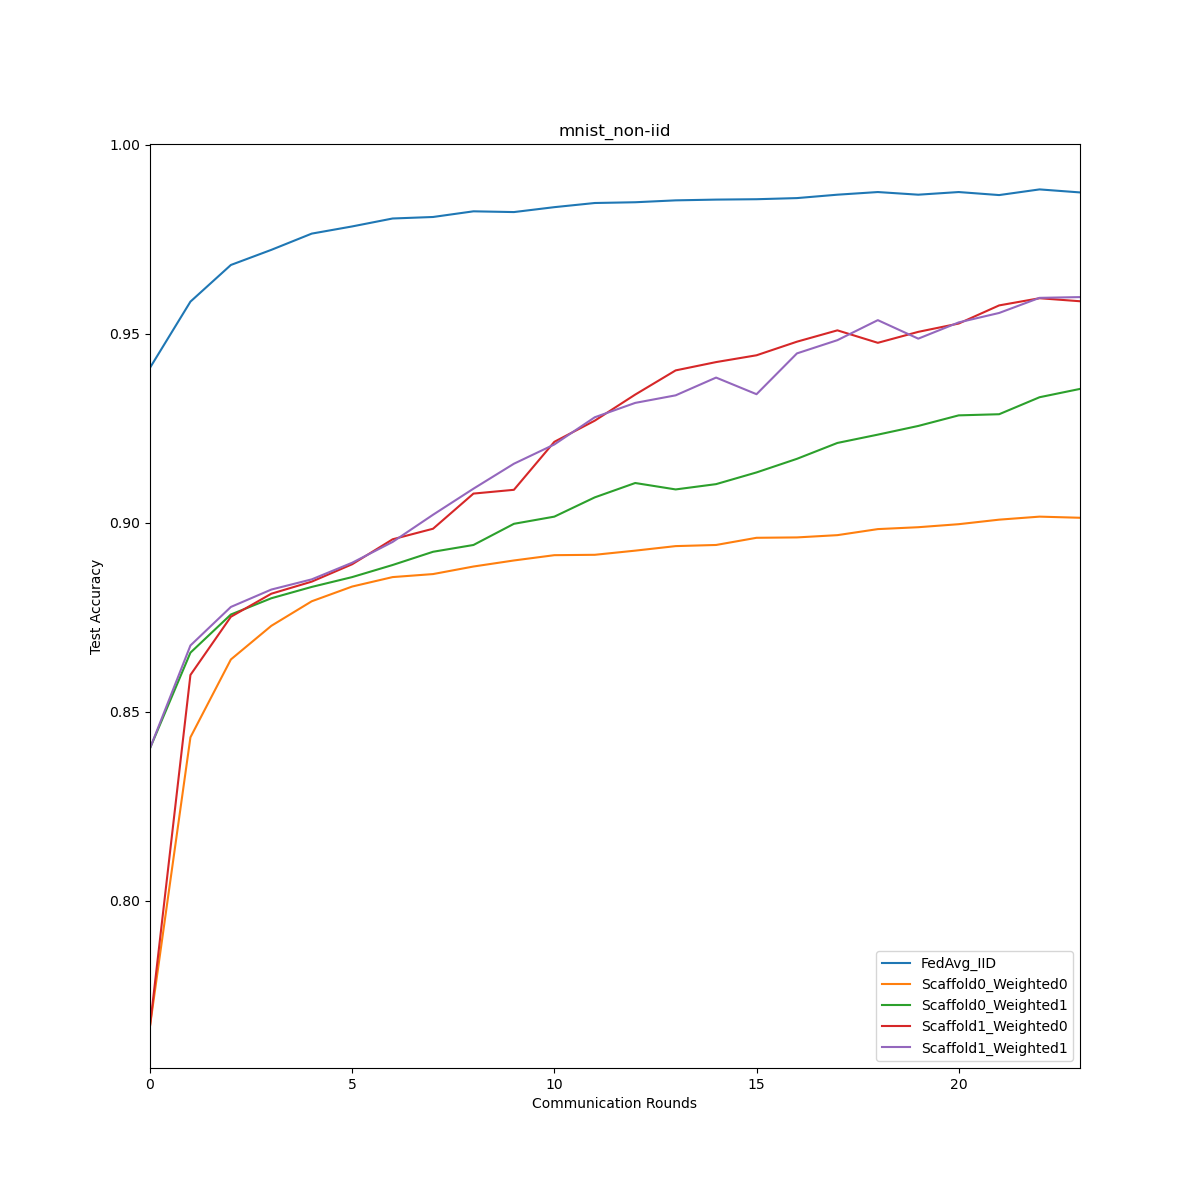 mnist_non-iid
1.00
0.95
0.90
0.85
0.80
Test Accuracy
0
5
10
15
20
Communication Rounds
FedAvg_IID
Scaffold0_Weighted0
Scaffold0_Weighted1
Scaffold1_Weighted0
Scaffold1_Weighted1